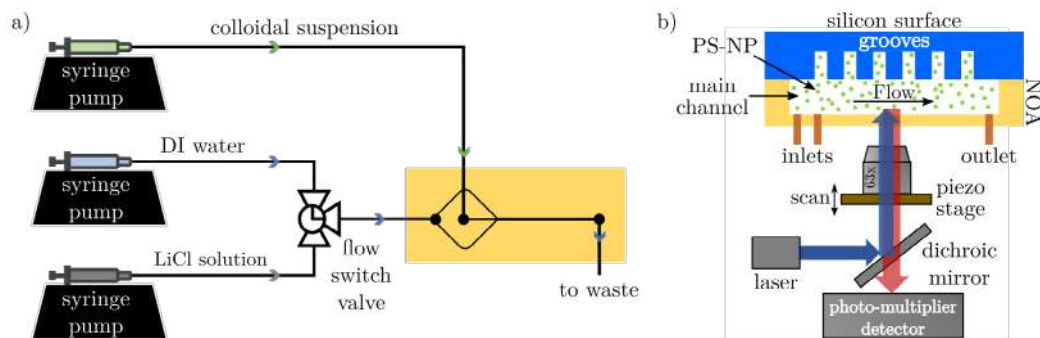 a)
colloidal suspension
syringe
pump
DI water
syringe
pump
LiCl solution
syringe
pump
flow
switch
valve
to waste
b)
silicon surface
grooves
PS-NP
main
channel
Flow
NOA
inlets
outlet
63x
scan
piezo
stage
laser
dichroic
mirror
photo-multiplier
detector